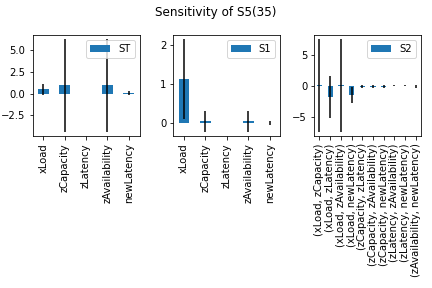 Sensitivity of S5(35)
5.0
2.5
0.0
−2.5
ST
xLoad
zCapacity
zLatency
zAvailability
newLatency
2
1
0
S1
xLoad
zCapacity
zLatency
zAvailability
newLatency
5
0
−5
S2
(xLoad, zCapacity)
(xLoad, zLatency)
(xLoad, zAvailability)
(xLoad, newLatency)
(zCapacity, zLatency)
(zCapacity, zAvailability)
(zCapacity, newLatency)
(zLatency, zAvailability)
(zLatency, newLatency)
(zAvailability, newLatency)